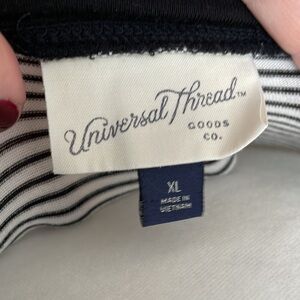 Universal Thread™
GOODS
CO.
XL
MADE IN
VIETNAM